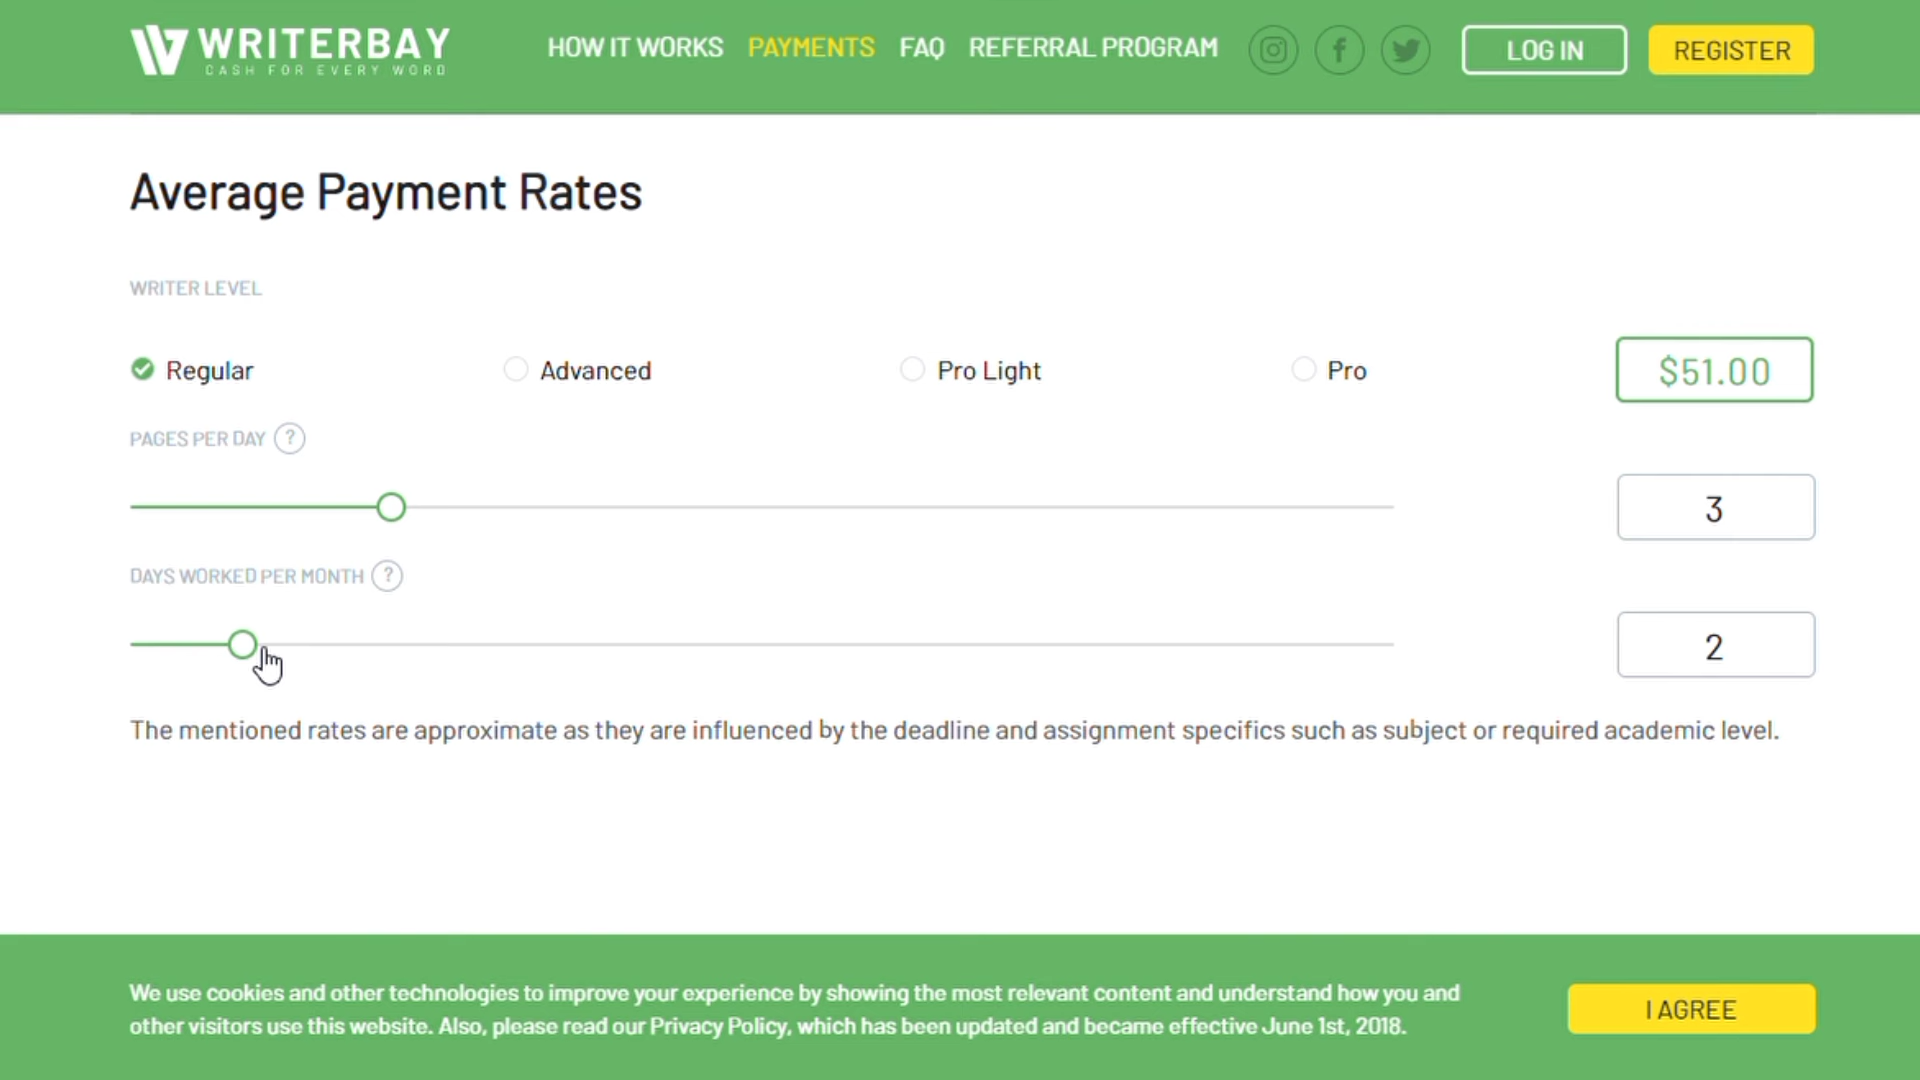 WRITERBAY
CASH FOR EVERY WORD
HOW IT WORKS PAYMENTS FAQ REFERRAL PROGRAM LOG IN REGISTER
Average Payment Rates
WRITER LEVEL
Regular Advanced Pro Light Pro $51.00
PAGES PER DAY ?
3
DAYS WORKED PER MONTH ?
2
The mentioned rates are approximate as they are influenced by the deadline and assignment specifics such as subject or required academic level.
We use cookies and other technologies to improve your experience by showing the most relevant content and understand how you and
other visitors use this website. Also, please read our Privacy Policy, which has been updated and became effective June 1st, 2018.
I AGREE